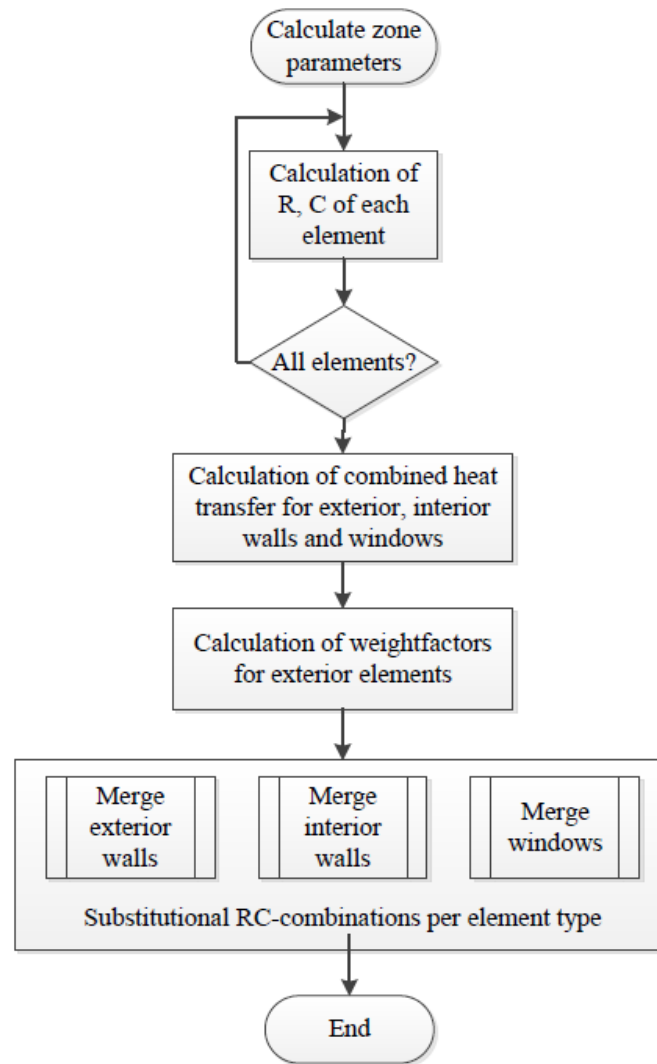 Calculate zone
parameters
Calculation of
R, C of each
element
All elements?
Calculation of combined heat
transfer for exterior, interior
walls and windows
Calculation of weightfactors
for exterior elements
Merge
exterior
walls
Merge
interior
walls
Merge
windows
Substitutional RC-combinations per element type
End